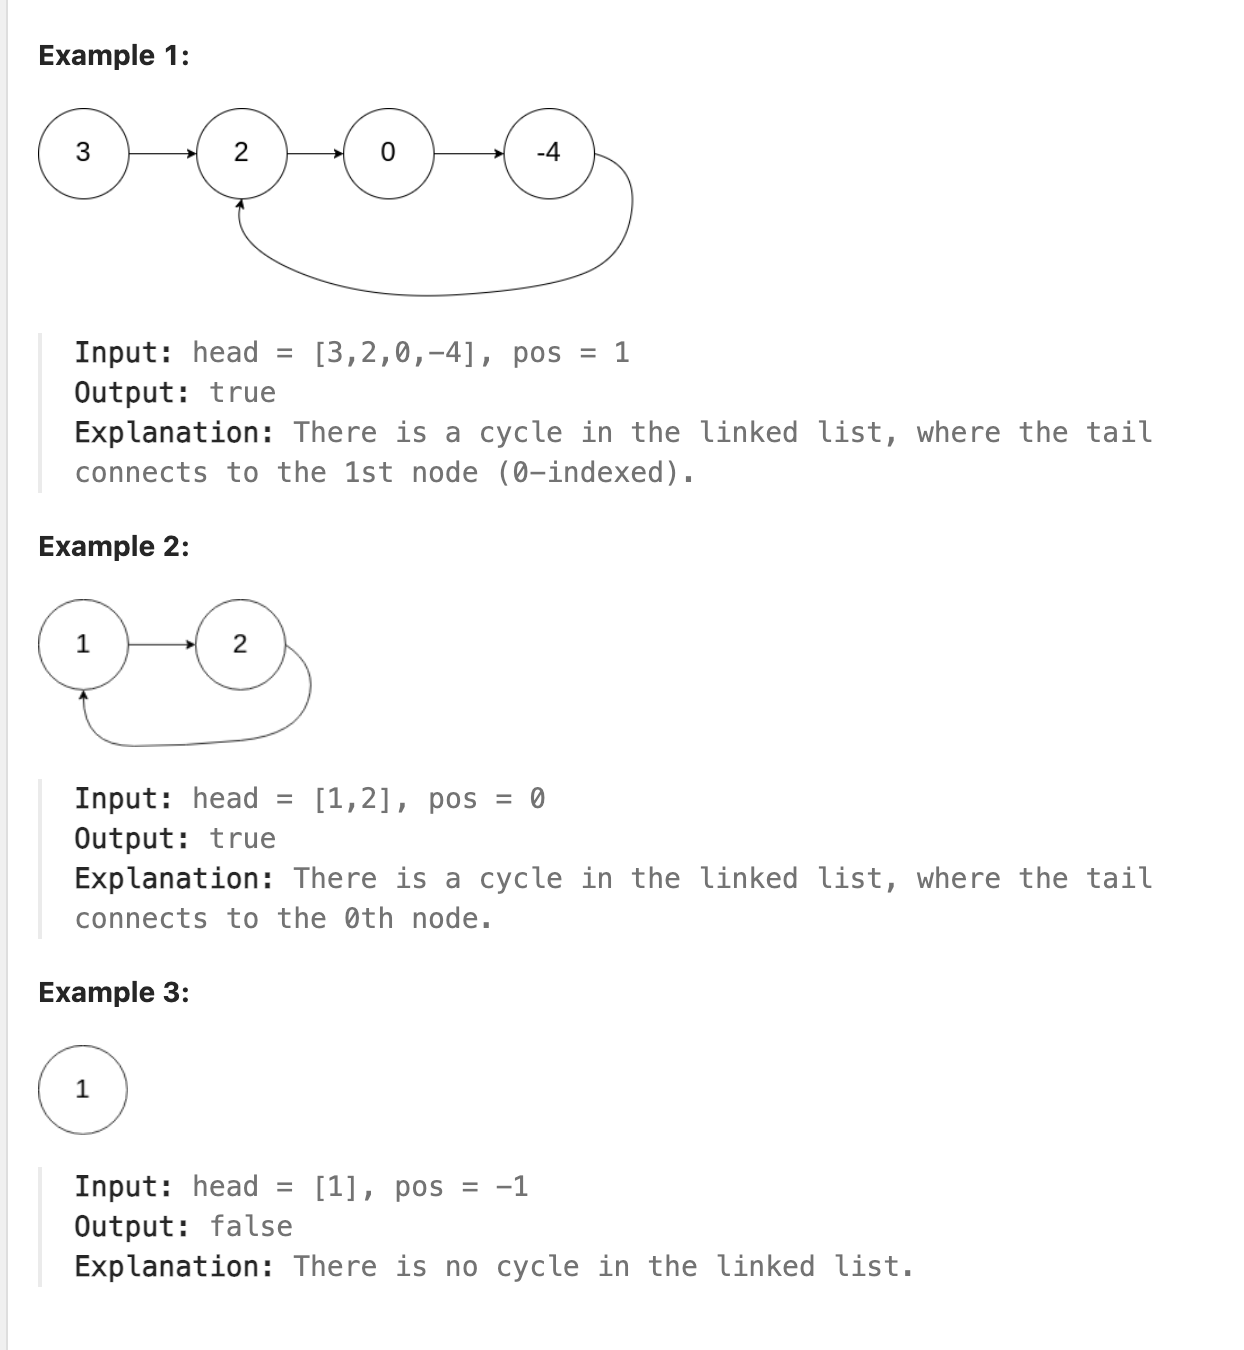 Example 1:
3
2
0
-4
Input: head = [3,2,0,-4], pos = 1
Output: true
Explanation: There is a cycle in the linked list, where the tail
connects to the 1st node (0-indexed).
Example 2:
1
2
Input: head = [1,2], pos = 0
Output: true
Explanation: There is a cycle in the linked list, where the tail
connects to the 0th node.
Example 3:
1
Input: head = [1], pos = -1
Output: false
Explanation: There is no cycle in the linked list.